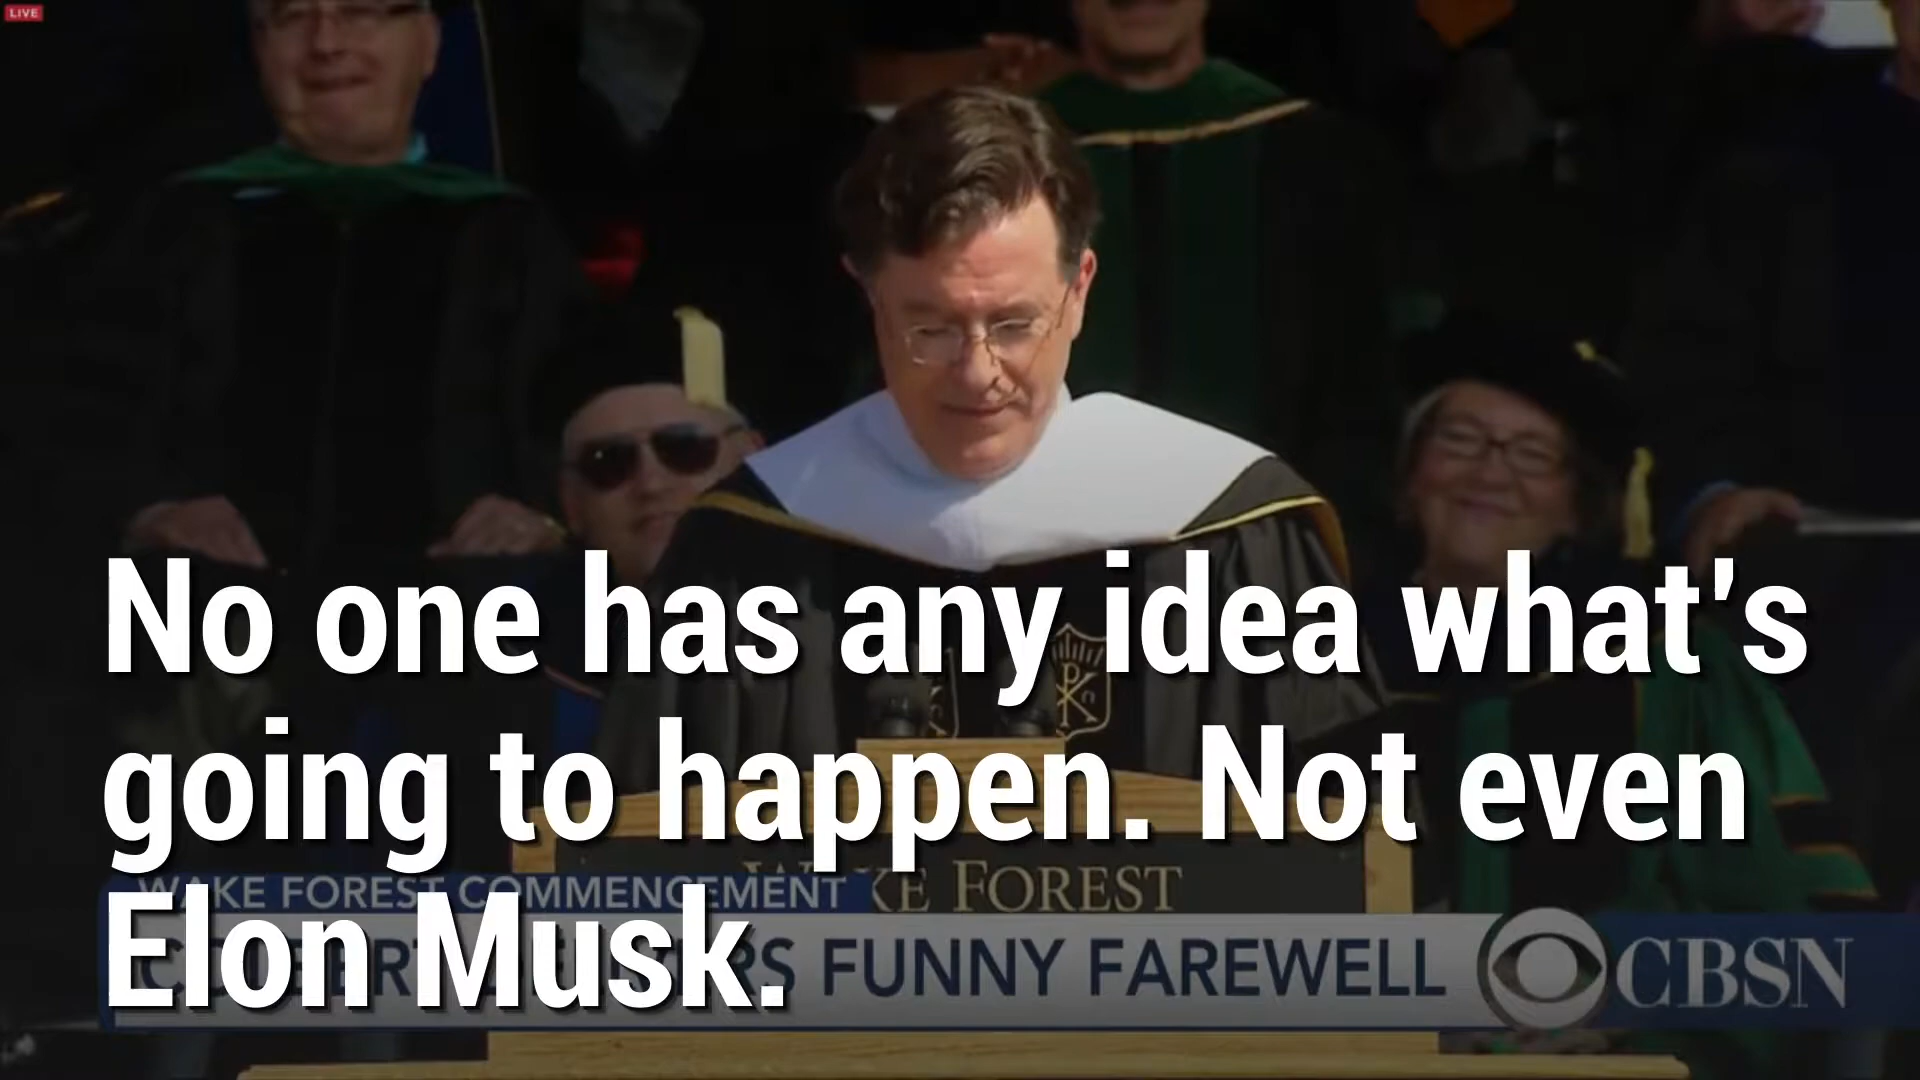 LIVE
No one has any idea what's
going to happen. Not even
Elon Musk.
WAKE FOREST COMMENCEMENT
FUNNY FAREWELL
CBSN
FOREST